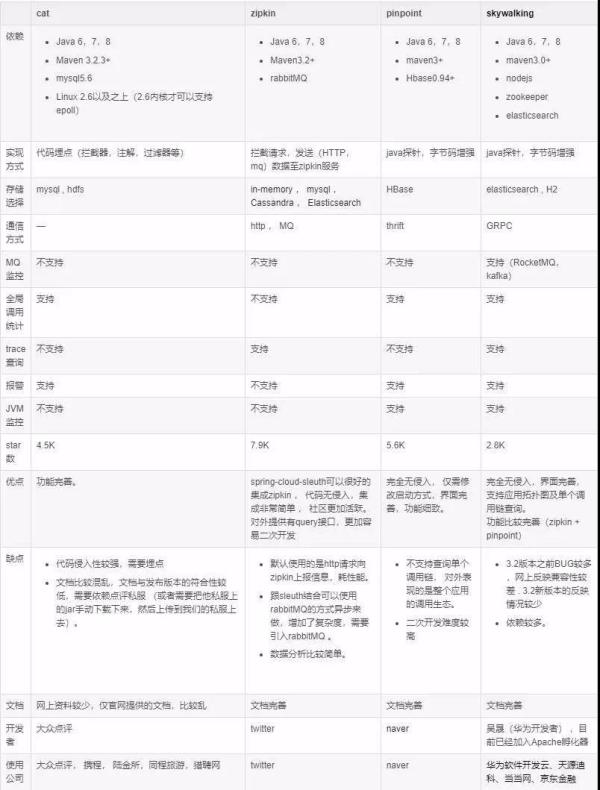 cat	zipkin	pinpoint	skywalking
依赖
Java 6，7，8
Maven 3.2.3+
mysql5.6
Linux 2.6以及之上（2.6内核才可以支持
epoll）
Java 6，7，8
Maven3.2+
rabbitMQ
Java 6，7，8
maven3+
Hbase0.94+
Java 6，7，8
maven3.0+
nodejs
zookeeper
elasticsearch
实现
方式
代码埋点（拦截器，注解，过滤器等）
拦截请求，发送（HTTP，
mq）数据至zipkin服务
java探针，字节码增强
java探针，字节码增强
存储
选择
mysql , hdfs
in-memory ， mysql ，
Cassandra ， Elasticsearch
HBase
elasticsearch , H2
通信
方式
—
http ， MQ
thrift
GRPC
MQ
监控
不支持
不支持
不支持
支持（RocketMQ，
kafka）
全局
调用
统计
支持
不支持
支持
支持
trace
查询
不支持
支持
不支持
支持
报警
支持
不支持
支持
支持
JVM
监控
不支持
不支持
支持
支持
star
数
4.5K
7.9K
5.6K
2.8K
优点
功能完善。
spring-cloud-sleuth可以很好的
集成zipkin ， 代码无侵入，集
成非常简单 ， 社区更加活跃。
对外提供有query接口，更加容
易二次开发
完全无侵入， 仅需修
改启动方式，界面完
善，功能细致。
完全无侵入，界面完善，
支持应用拓扑图及单个调
用链查询。
功能比较完善（zipkin +
pinpoint）
缺点
代码侵入性较强，需要埋点
文档比较混乱，文档与发布版本的符合性较
低，需要依赖点评私服 （或者需要把他私服上
的jar手动下载下来，然后上传到我们的私服上
去）。
默认使用的是http请求向
zipkin上报信息，耗性能。
跟sleuth结合可以使用
rabbitMQ的方式异步来
做，增加了复杂度，需要
引入rabbitMQ 。
数据分析比较简单。
不支持查询单个
调用链， 对外表
现的是整个应用
的调用生态。
二次开发难度较
高
3.2版本之前BUG较多
，网上反映兼容性较
差 . 3.2新版本的反映
情况较少
依赖较多。
文档
网上资料较少，仅官网提供的文档，比较乱
文档完善
文档完善
文档完善
开发
者
大众点评
twitter
naver
吴晟（华为开发者），目
前已经加入Apache孵化器
使用
公司
大众点评， 携程， 陆金所，同程旅游，猎聘网
twitter
naver
华为软件开发云、天源迪
科、当当网、京东金融